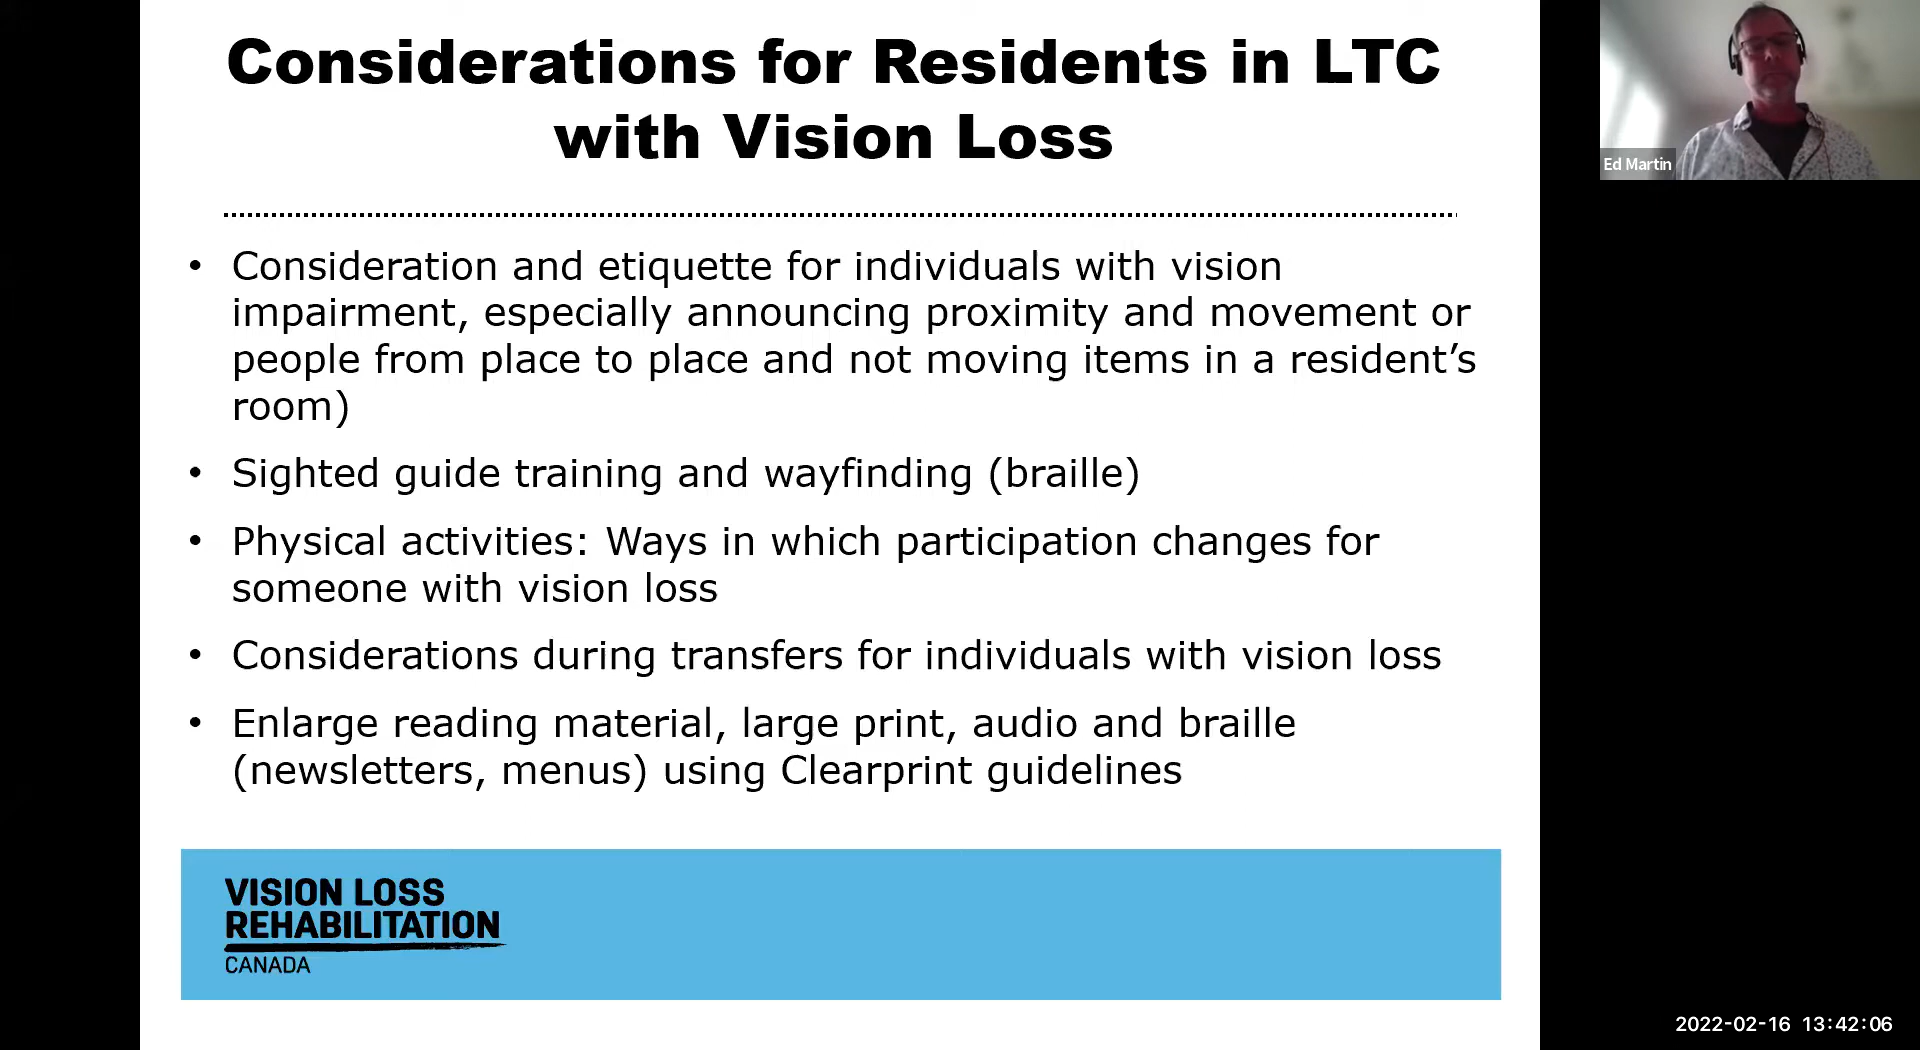 Considerations for Residents in LTC
with Vision Loss
• Consideration and etiquette for individuals with vision
impairment, especially announcing proximity and movement or
people from place to place and not moving items in a resident’s
room)
• Sighted guide training and wayfinding (braille)
• Physical activities: Ways in which participation changes for
someone with vision loss
• Considerations during transfers for individuals with vision loss
• Enlarge reading material, large print, audio and braille
(newsletters, menus) using Clearprint guidelines
VISION LOSS
REHABILITATION
CANADA
Ed Martin
2022-02-16 13:42:06